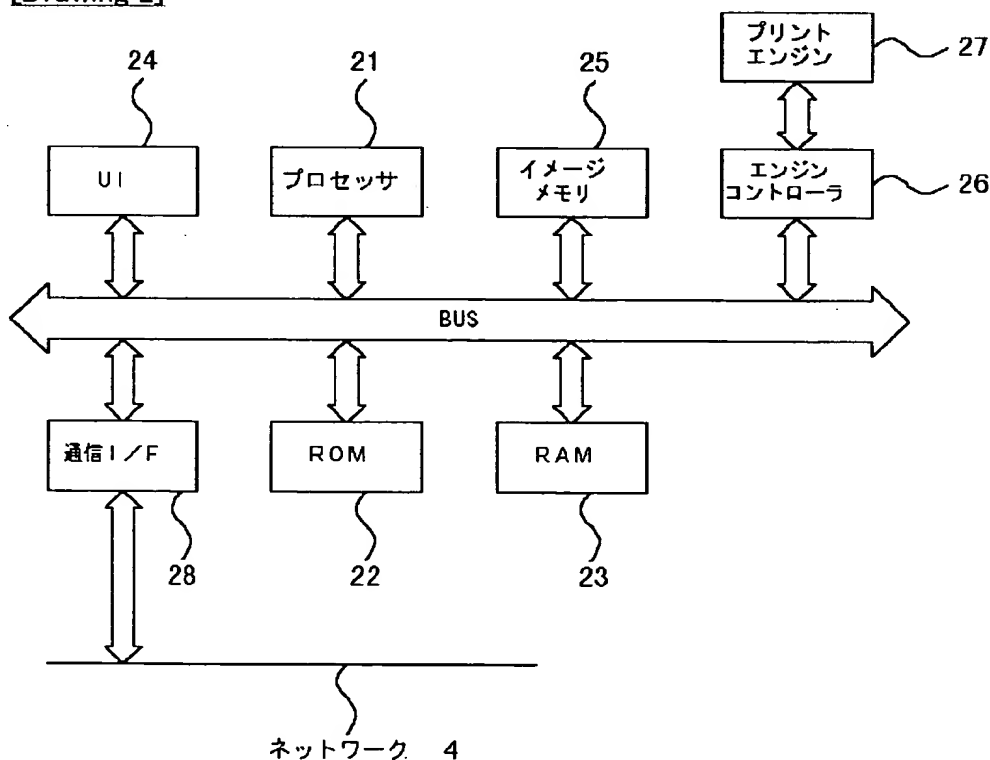 [Drawing 2]
プリント
エンジン
27
24
21
25
UI
プロセッサ
イメージ
メモリ
エンジン
コントローラ
26
BUS
通信I/F
ROM
RAM
28
22
23
ネットワーク 4